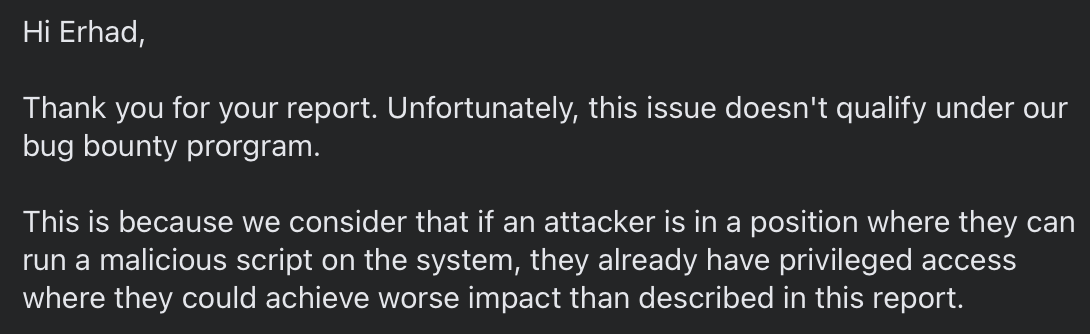 Hi Erhad,
Thank you for your report. Unfortunately, this issue doesn't qualify under our
bug bounty prorgram.
This is because we consider that if an attacker is in a position where they can
run a malicious script on the system, they already have privileged access
where they could achieve worse impact than described in this report.